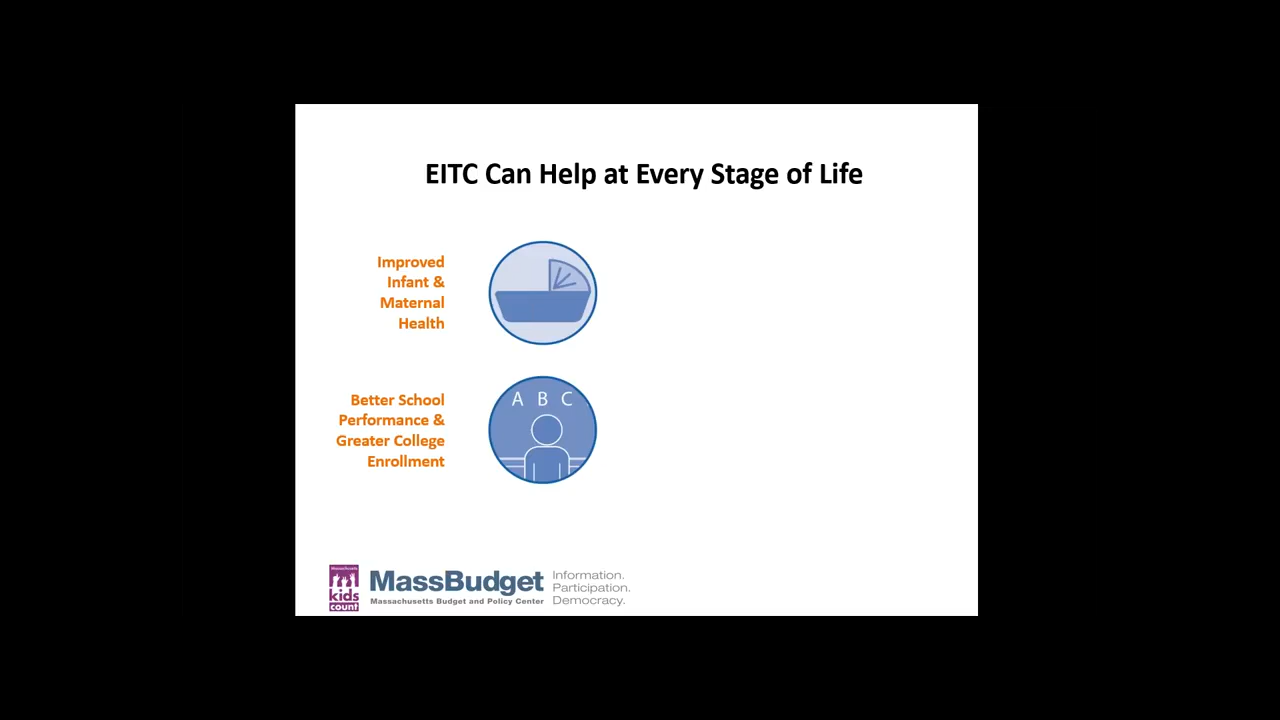 EITC Can Help at Every Stage of Life
Improved
Infant &
Maternal
Health
A B C
Better School
Performance &
Greater College
Enrollment
Massachusetts
kids
count
MassBudget
Massachusetts Budget and Policy Center
Information.
Participation.
Democracy.